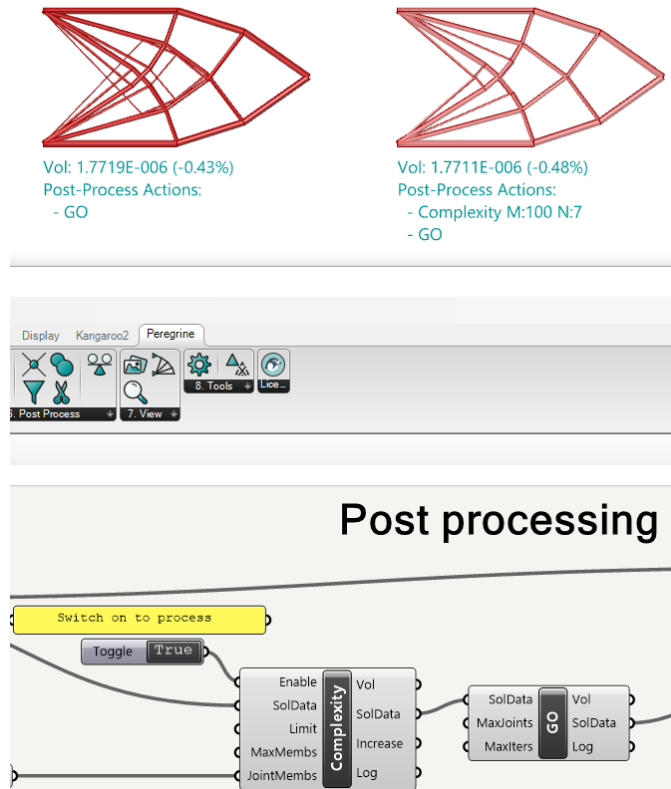 Vol: 1.7719E-006 (-0.43%)
Post-Process Actions:
- GO
Vol: 1.7711E-006 (-0.48%)
Post-Process Actions:
- Complexity M:100 N:7
- GO
Display Kangaroo2 Peregrine
. Post Process 7. View 8. Tools Lice...
Post processing
Switch on to process
Toggle True
Enable
SolData
Limit
MaxMembs
JointMembs
Complexity
Vol
SolData
Increase
Log
SolData
MaxJoints
MaxIters
GO
Vol
SolData
Log